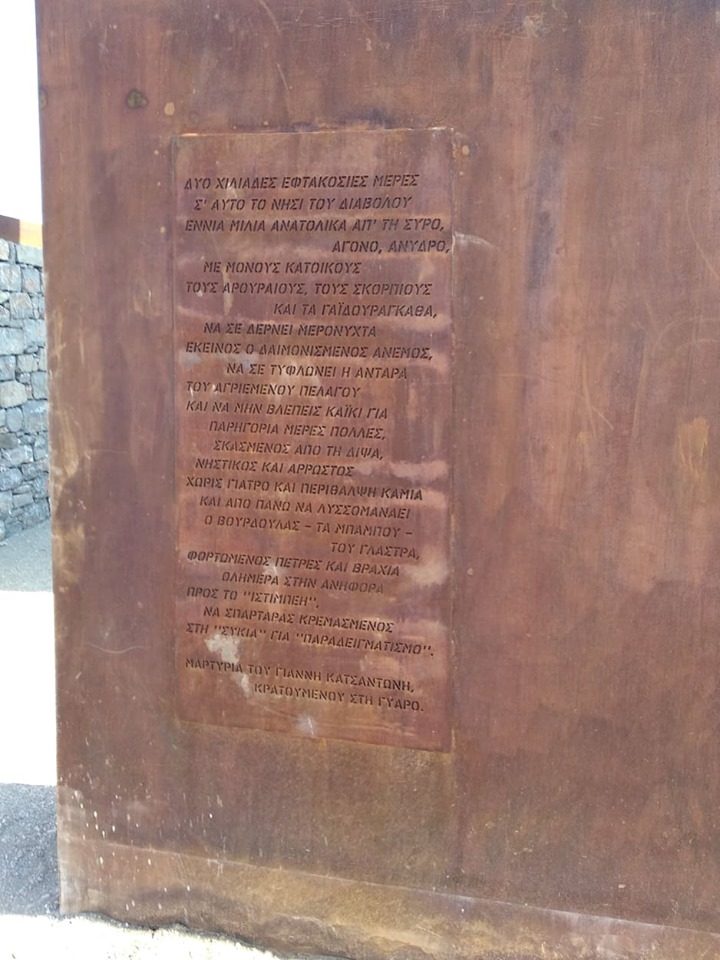 ΔΥΟ ΧΙΛΙΑΔΕΣ ΕΦΤΑΚΟΣΙΕΣ ΜΕΡΕΣ
Σ' ΑΥΤΟ ΤΟ ΝΗΣΙ ΤΟΥ ΔΙΑΒΟΛΟΥ
ΕΝΝΙΑ ΜΙΛΙΑ ΑΝΑΤΟΛΙΚΑ ΑΠ' ΤΗ ΣΥΡΟ,
ΑΓΟΝΟ, ΑΝΥΔΡΟ,
ΜΕ ΜΟΝΟΥΣ ΚΑΤΟΙΚΟΥΣ
ΤΟΥΣ ΑΡΟΥΡΑΙΟΥΣ, ΤΟΥΣ ΣΚΟΡΠΙΟΥΣ
ΚΑΙ ΤΑ ΓΑΪΔΟΥΡΑΓΚΑΘΑ,
ΝΑ ΣΕ ΔΕΡΝΕΙ ΜΕΡΟΝΥΧΤΑ
ΕΚΕΙΝΟΣ Ο ΔΑΙΜΟΝΙΣΜΕΝΟΣ ΑΝΕΜΟΣ,
ΝΑ ΣΕ ΤΥΦΛΩΝΕΙ Η ΑΝΤΑΡΑ
ΤΟΥ ΑΓΡΙΕΜΕΝΟΥ ΠΕΛΑΓΟΥ
ΚΑΙ ΝΑ ΜΗΝ ΒΛΕΠΕΙΣ ΚΑΪΚΙ ΓΙΑ
ΠΑΡΗΓΟΡΙΑ ΜΕΡΕΣ ΠΟΛΛΕΣ,
ΣΚΑΣΜΕΝΟΣ ΑΠΟ ΤΗ ΔΙΨΑ,
ΝΗΣΤΙΚΟΣ ΚΑΙ ΑΡΡΩΣΤΟΣ
ΧΩΡΙΣ ΓΙΑΤΡΟ ΚΑΙ ΠΕΡΙΘΑΛΨΗ ΚΑΜΙΑ
ΚΑΙ ΑΠΟ ΠΑΝΩ ΝΑ ΛΥΣΣΟΜΑΝΑΕΙ
Ο ΒΟΥΡΔΟΥΛΑΣ – ΤΑ ΜΠΑΜΠΟΥ –
ΤΟΥ ΓΛΑΣΤΡΑ,
ΦΟΡΤΩΜΕΝΟΣ ΠΕΤΡΕΣ ΚΑΙ ΒΡΑΧΙΑ
ΟΛΗΜΕΡΑ ΣΤΗΝ ΑΝΗΦΟΡΑ
ΠΡΟΣ ΤΟ "ΙΣΤΙΜΠΕΗ".
ΝΑ ΣΠΑΡΤΑΡΑΣ ΚΡΕΜΑΣΜΕΝΟΣ
ΣΤΗ "ΣΥΚΙΑ" ΓΙΑ "ΠΑΡΑΔΕΙΓΜΑΤΙΣΜΟ".
ΜΑΡΤΥΡΙΑ ΤΟΥ ΓΙΑΝΝΗ ΚΑΤΣΑΝΤΩΝΗ,
ΚΡΑΤΟΥΜΕΝΟΥ ΣΤΗ ΓΥΑΡΟ.